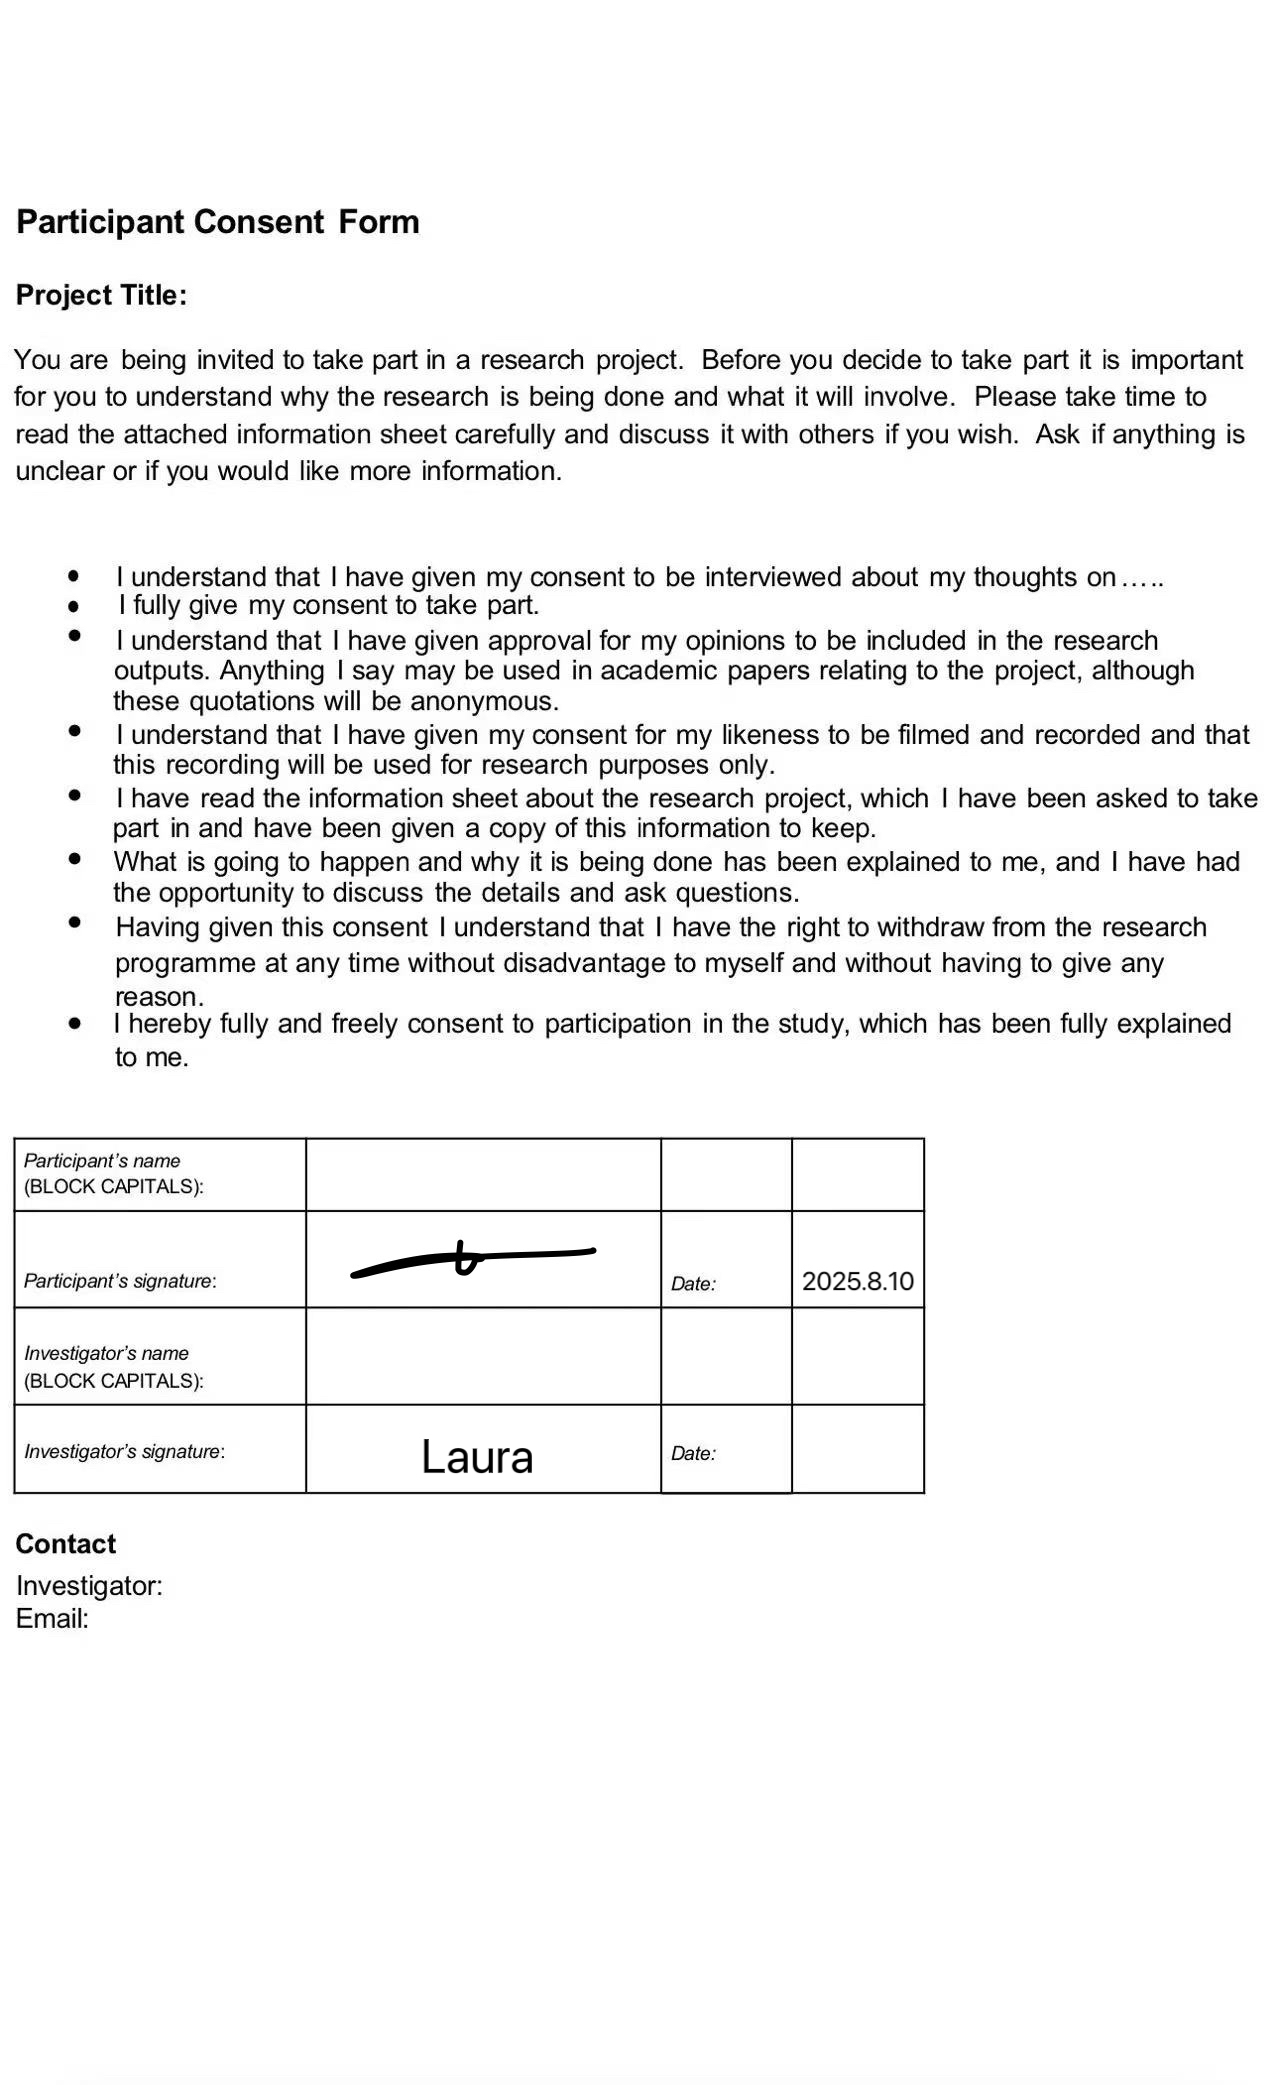 Participant Consent Form
Project Title:
You are being invited to take part in a research project. Before you decide to take part it is important
for you to understand why the research is being done and what it will involve. Please take time to
read the attached information sheet carefully and discuss it with others if you wish. Ask if anything is
unclear or if you would like more information.
• I understand that I have given my consent to be interviewed about my thoughts on…..
• I fully give my consent to take part.
• I understand that I have given approval for my opinions to be included in the research
outputs. Anything I say may be used in academic papers relating to the project, although
these quotations will be anonymous.
• I understand that I have given my consent for my likeness to be filmed and recorded and that
this recording will be used for research purposes only.
• I have read the information sheet about the research project, which I have been asked to take
part in and have been given a copy of this information to keep.
• What is going to happen and why it is being done has been explained to me, and I have had
the opportunity to discuss the details and ask questions.
• Having given this consent I understand that I have the right to withdraw from the research
programme at any time without disadvantage to myself and without having to give any
reason.
• I hereby fully and freely consent to participation in the study, which has been fully explained
to me.
Participant's name
(BLOCK CAPITALS):
Participant's signature: Date: 2025.8.10
Investigator's name
(BLOCK CAPITALS):
Investigator's signature: Laura Date:
Contact
Investigator:
Email: